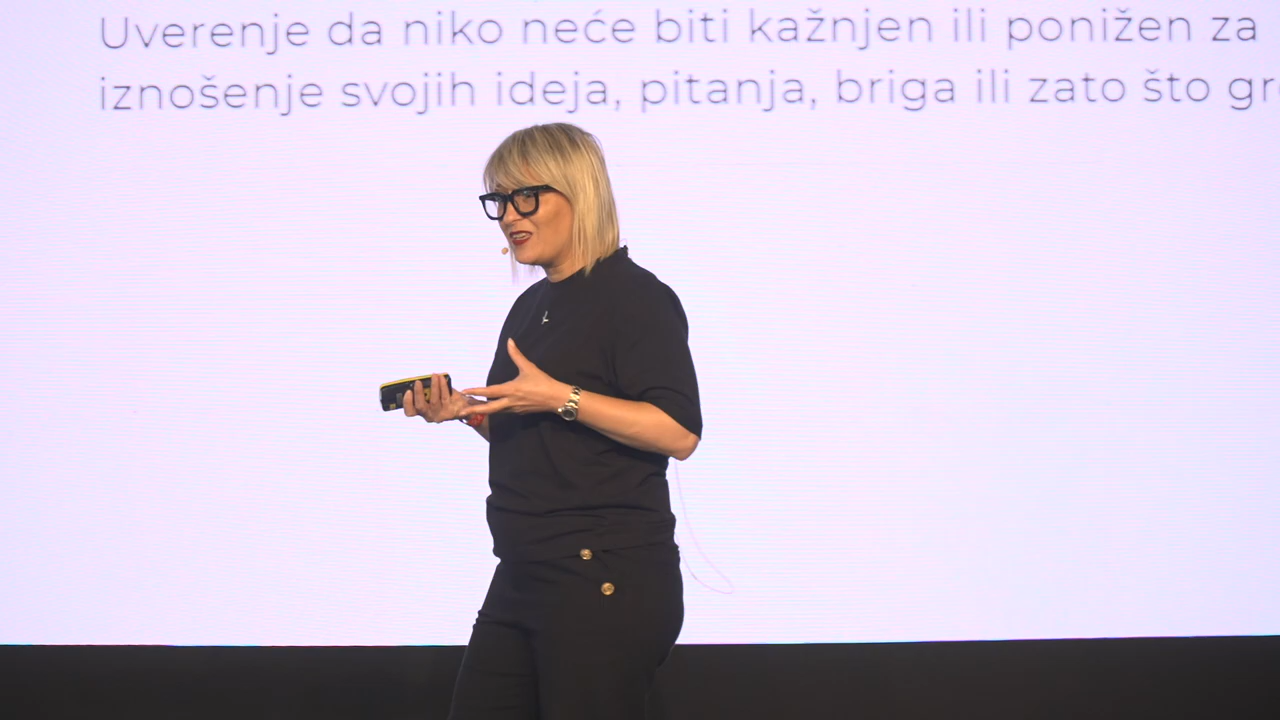 Uverenje da niko neće biti kažnjen ili ponižen za
iznošenje svojih ideja, pitanja, briga ili zato što